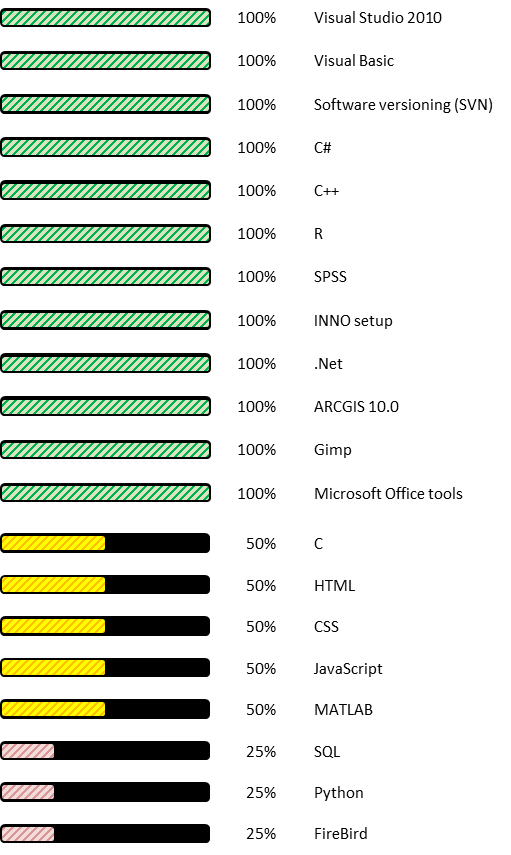 100% Visual Studio 2010
100% Visual Basic
100% Software versioning (SVN)
100% C#
100% C++
100% R
100% SPSS
100% INNO setup
100% .Net
100% ARCGIS 10.0
100% Gimp
100% Microsoft Office tools
50% C
50% HTML
50% CSS
50% JavaScript
50% MATLAB
25% SQL
25% Python
25% FireBird